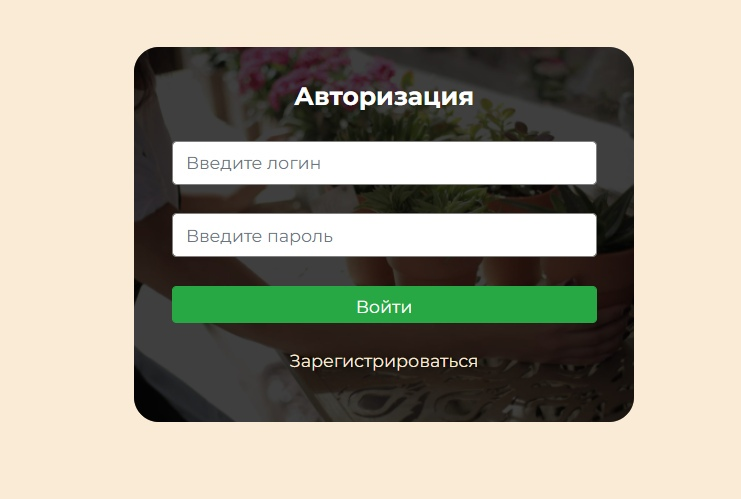 Авторизация
Введите логин
Введите пароль
Войти
Зарегистрироваться